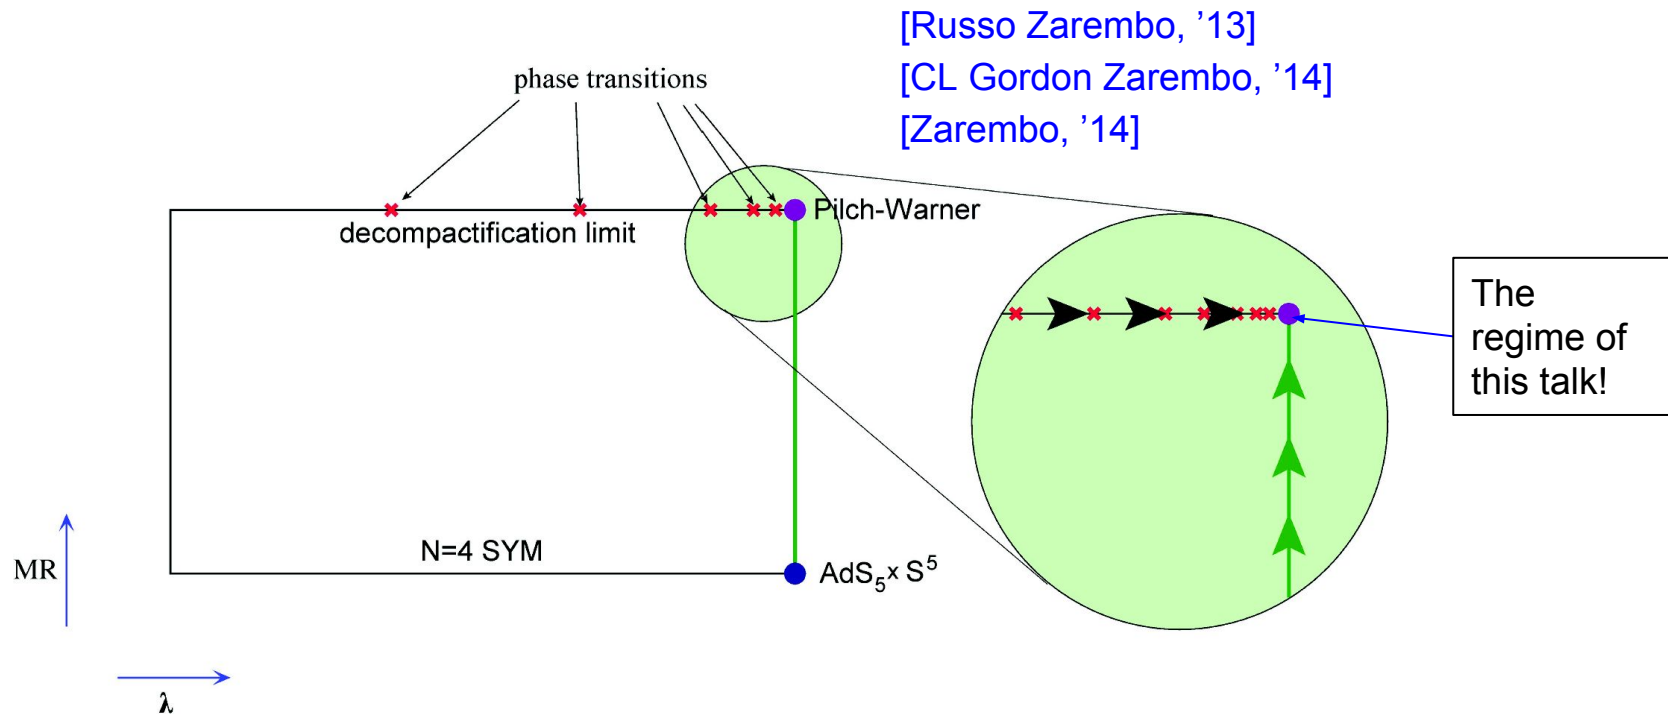 [Russo Zarembo, ’13]
[CL Gordon Zarembo, ’14]
[Zarembo, ’14]
phase transitions
Pilch-Warner
decompactification limit
The
regime of
this talk!
N=4 SYM
AdS₅x S⁵
MR
λ